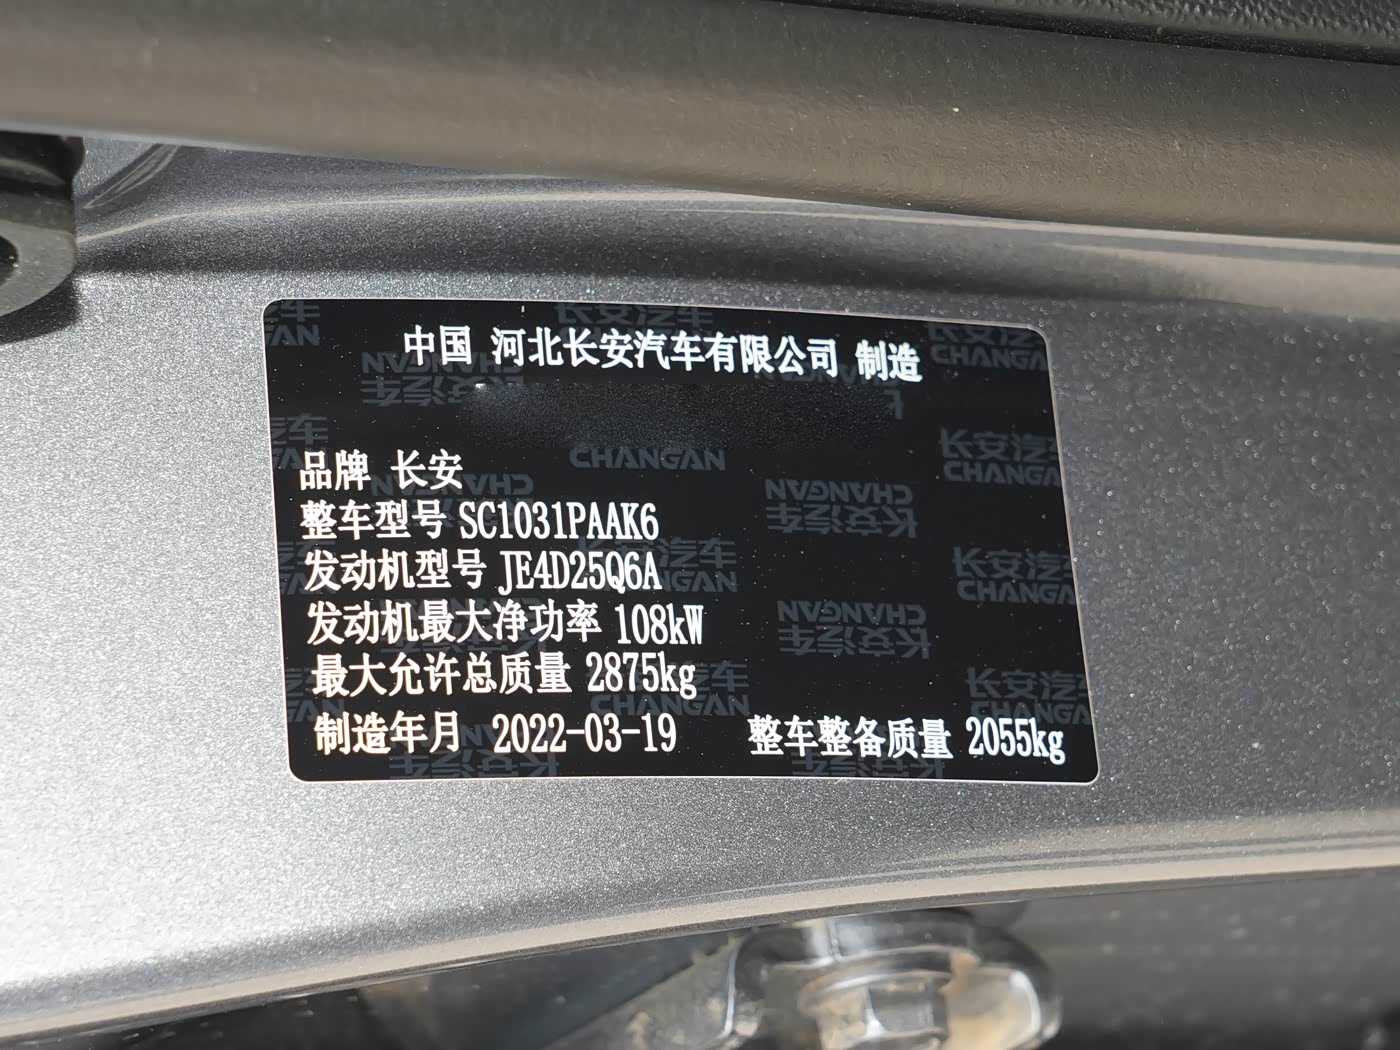 中国 河北长安汽车有限公司 制造
品牌 长安
整车型号 SC1031PAAK6
发动机型号 JE4D25Q6A
发动机最大净功率 108kW
最大允许总质量 2875kg
制造年月 2022-03-19 整车整备质量 2055kg